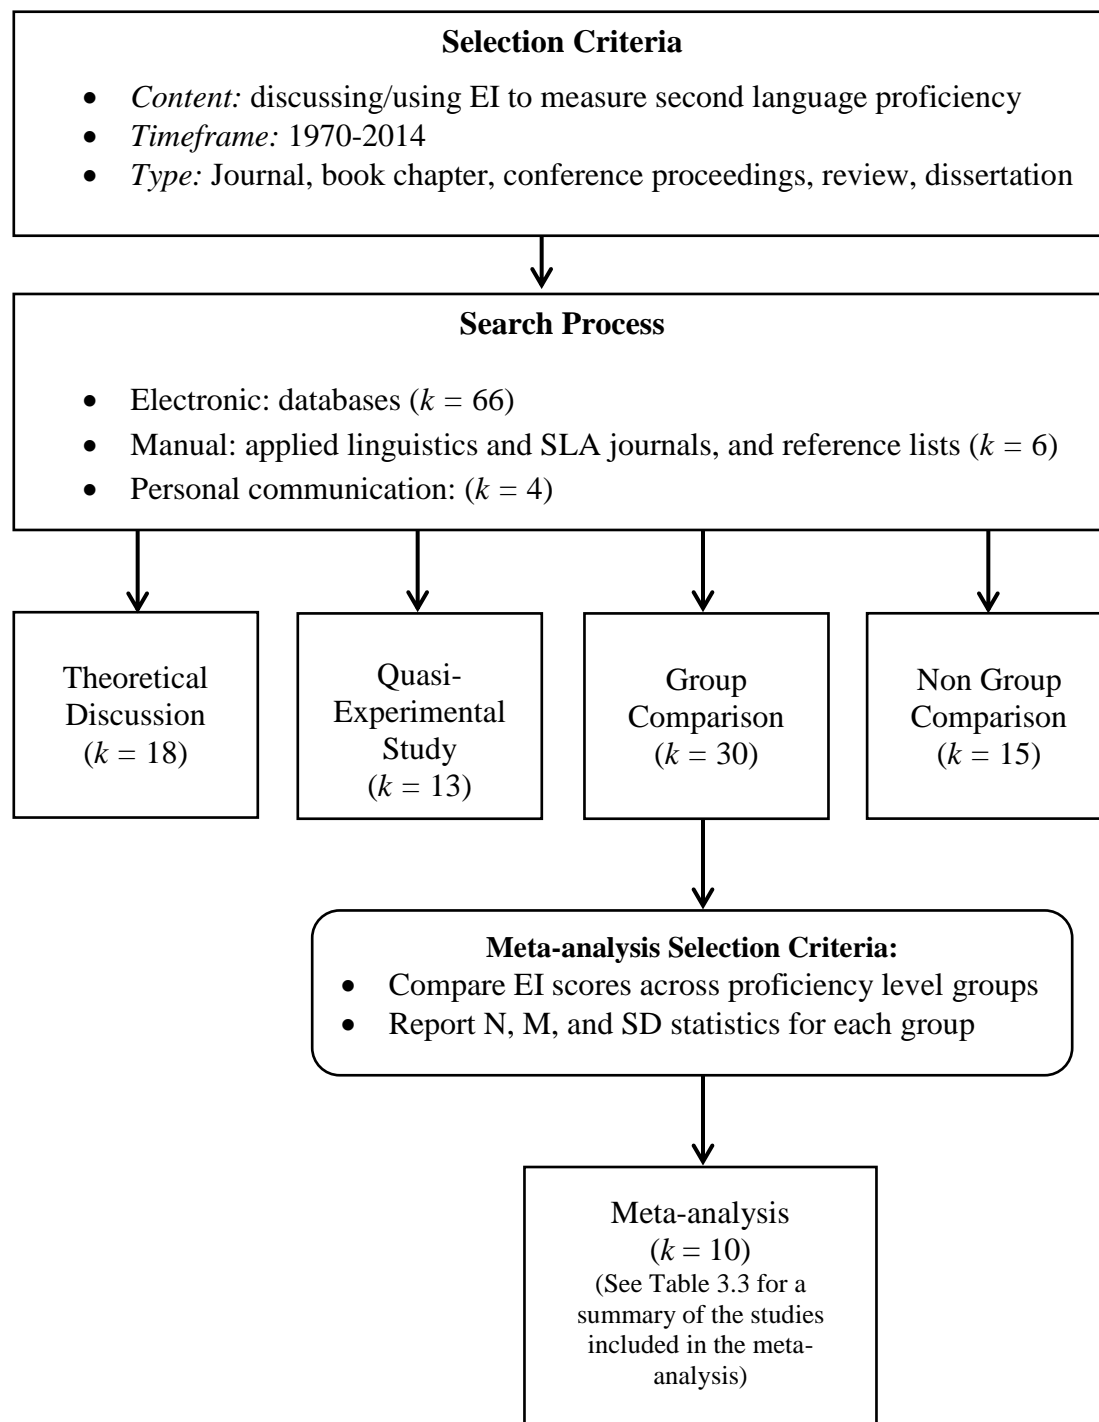 Selection Criteria
• Content: discussing/using EI to measure second language proficiency
• Timeframe: 1970-2014
• Type: Journal, book chapter, conference proceedings, review, dissertation
Search Process
• Electronic: databases (k = 66)
• Manual: applied linguistics and SLA journals, and reference lists (k = 6)
• Personal communication: (k = 4)
Theoretical
Discussion
(k = 18)
Quasi-
Experimental
Study
(k = 13)
Group
Comparison
(k = 30)
Non Group
Comparison
(k = 15)
Meta-analysis Selection Criteria:
• Compare EI scores across proficiency level groups
• Report N, M, and SD statistics for each group
Meta-analysis
(k = 10)
(See Table 3.3 for a
summary of the studies
included in the meta-
analysis)